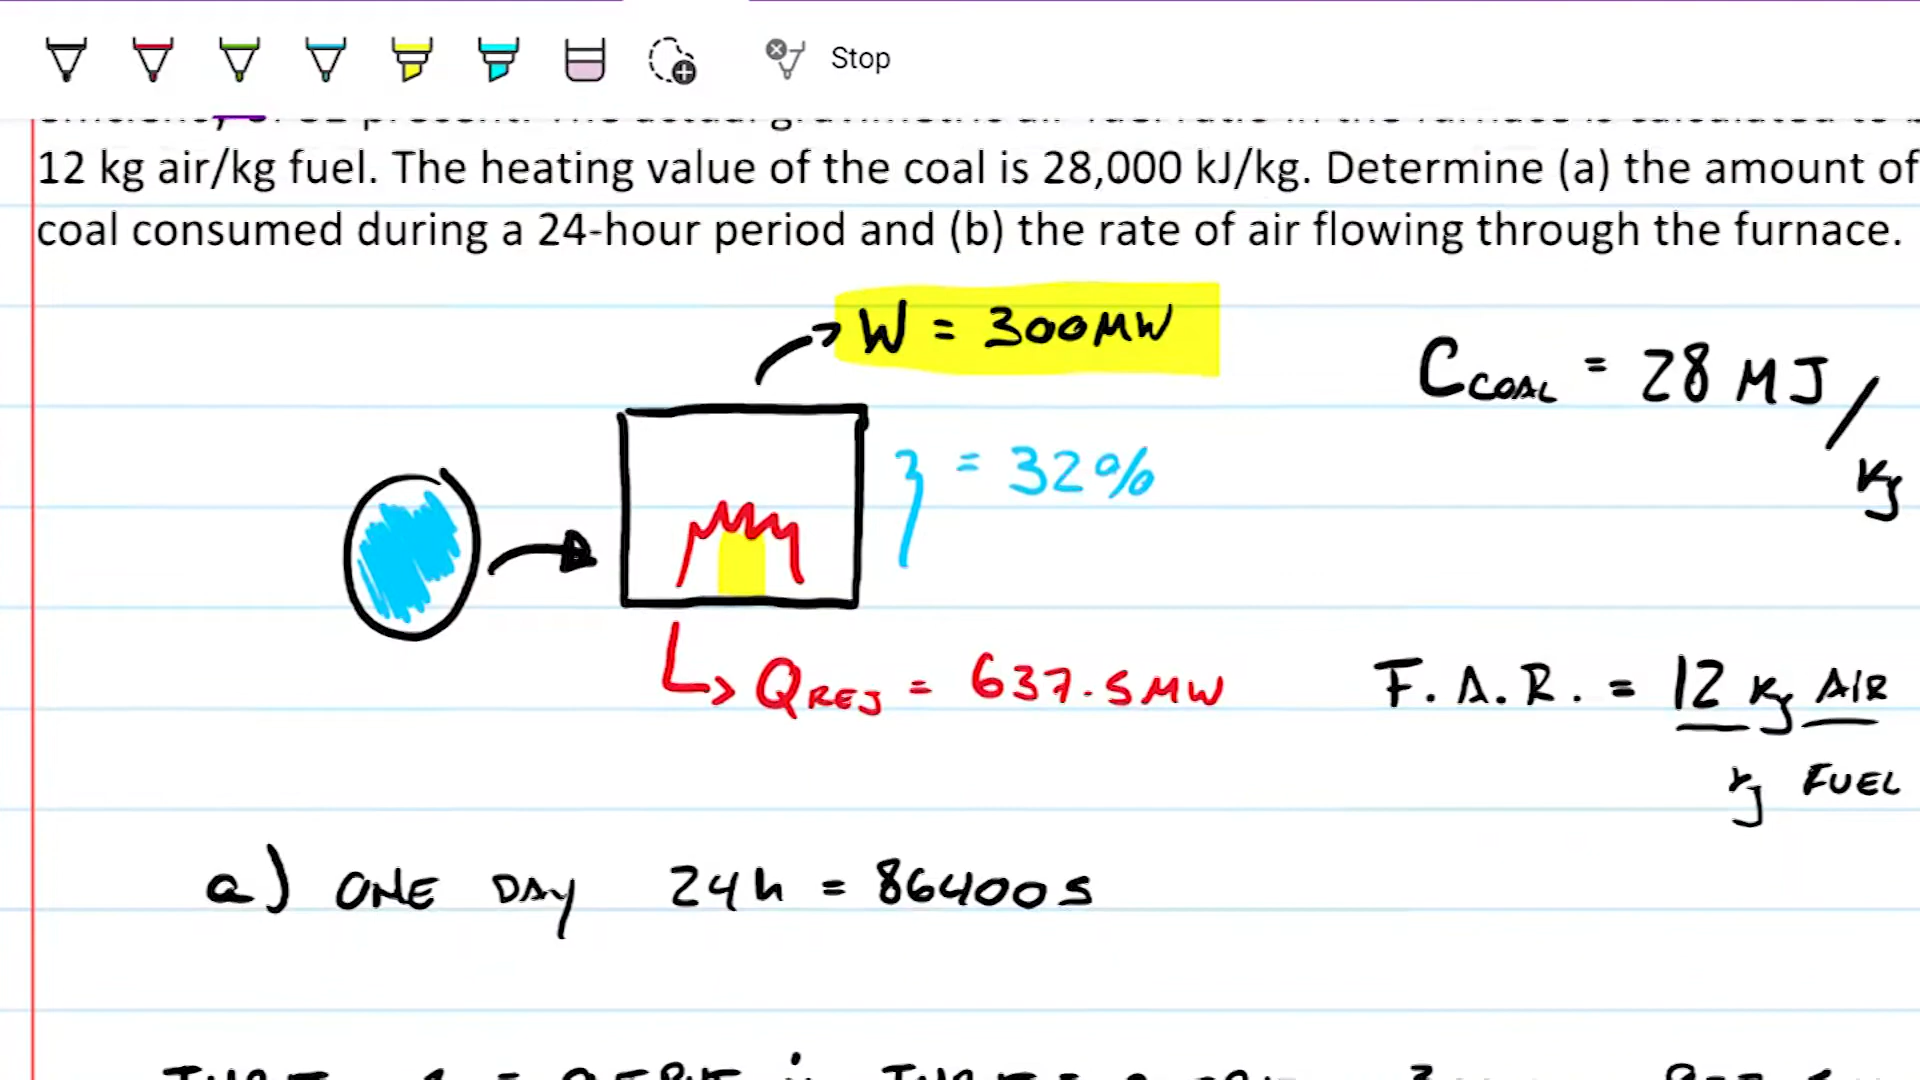 Stop
12 kg air/kg fuel. The heating value of the coal is 28,000 kJ/kg. Determine (a) the amount of
coal consumed during a 24-hour period and (b) the rate of air flowing through the furnace.
W = 300MW
CCOAL = 28 MJ/kg
η = 32%
QREJ = 637.5MW
F.A.R. = 12 kg AIR
kg FUEL
a) ONE DAY 24h = 86400s